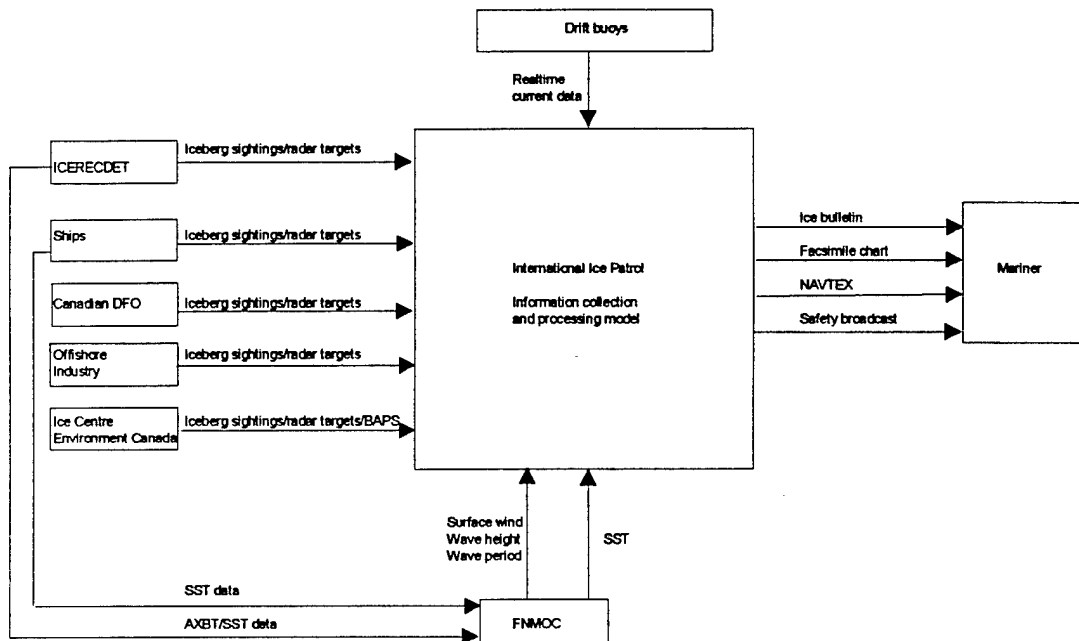 Drift buoys
Realtime
current data
ICERECDET
Iceberg sightings/radar targets
Ships
Iceberg sightings/radar targets
Canadian DFO
Iceberg sightings/radar targets
Offshore
Industry
Iceberg sightings/radar targets
Ice Centre
Environment Canada
Iceberg sightings/radar targets/BAPS
International Ice Patrol
Information collection
and processing model
Ice bulletin
Facsimile chart
NAVTEX
Safety broadcast
Mariner
Surface wind
Wave height
Wave period
SST
SST data
AXBT/SST data
FNMOC